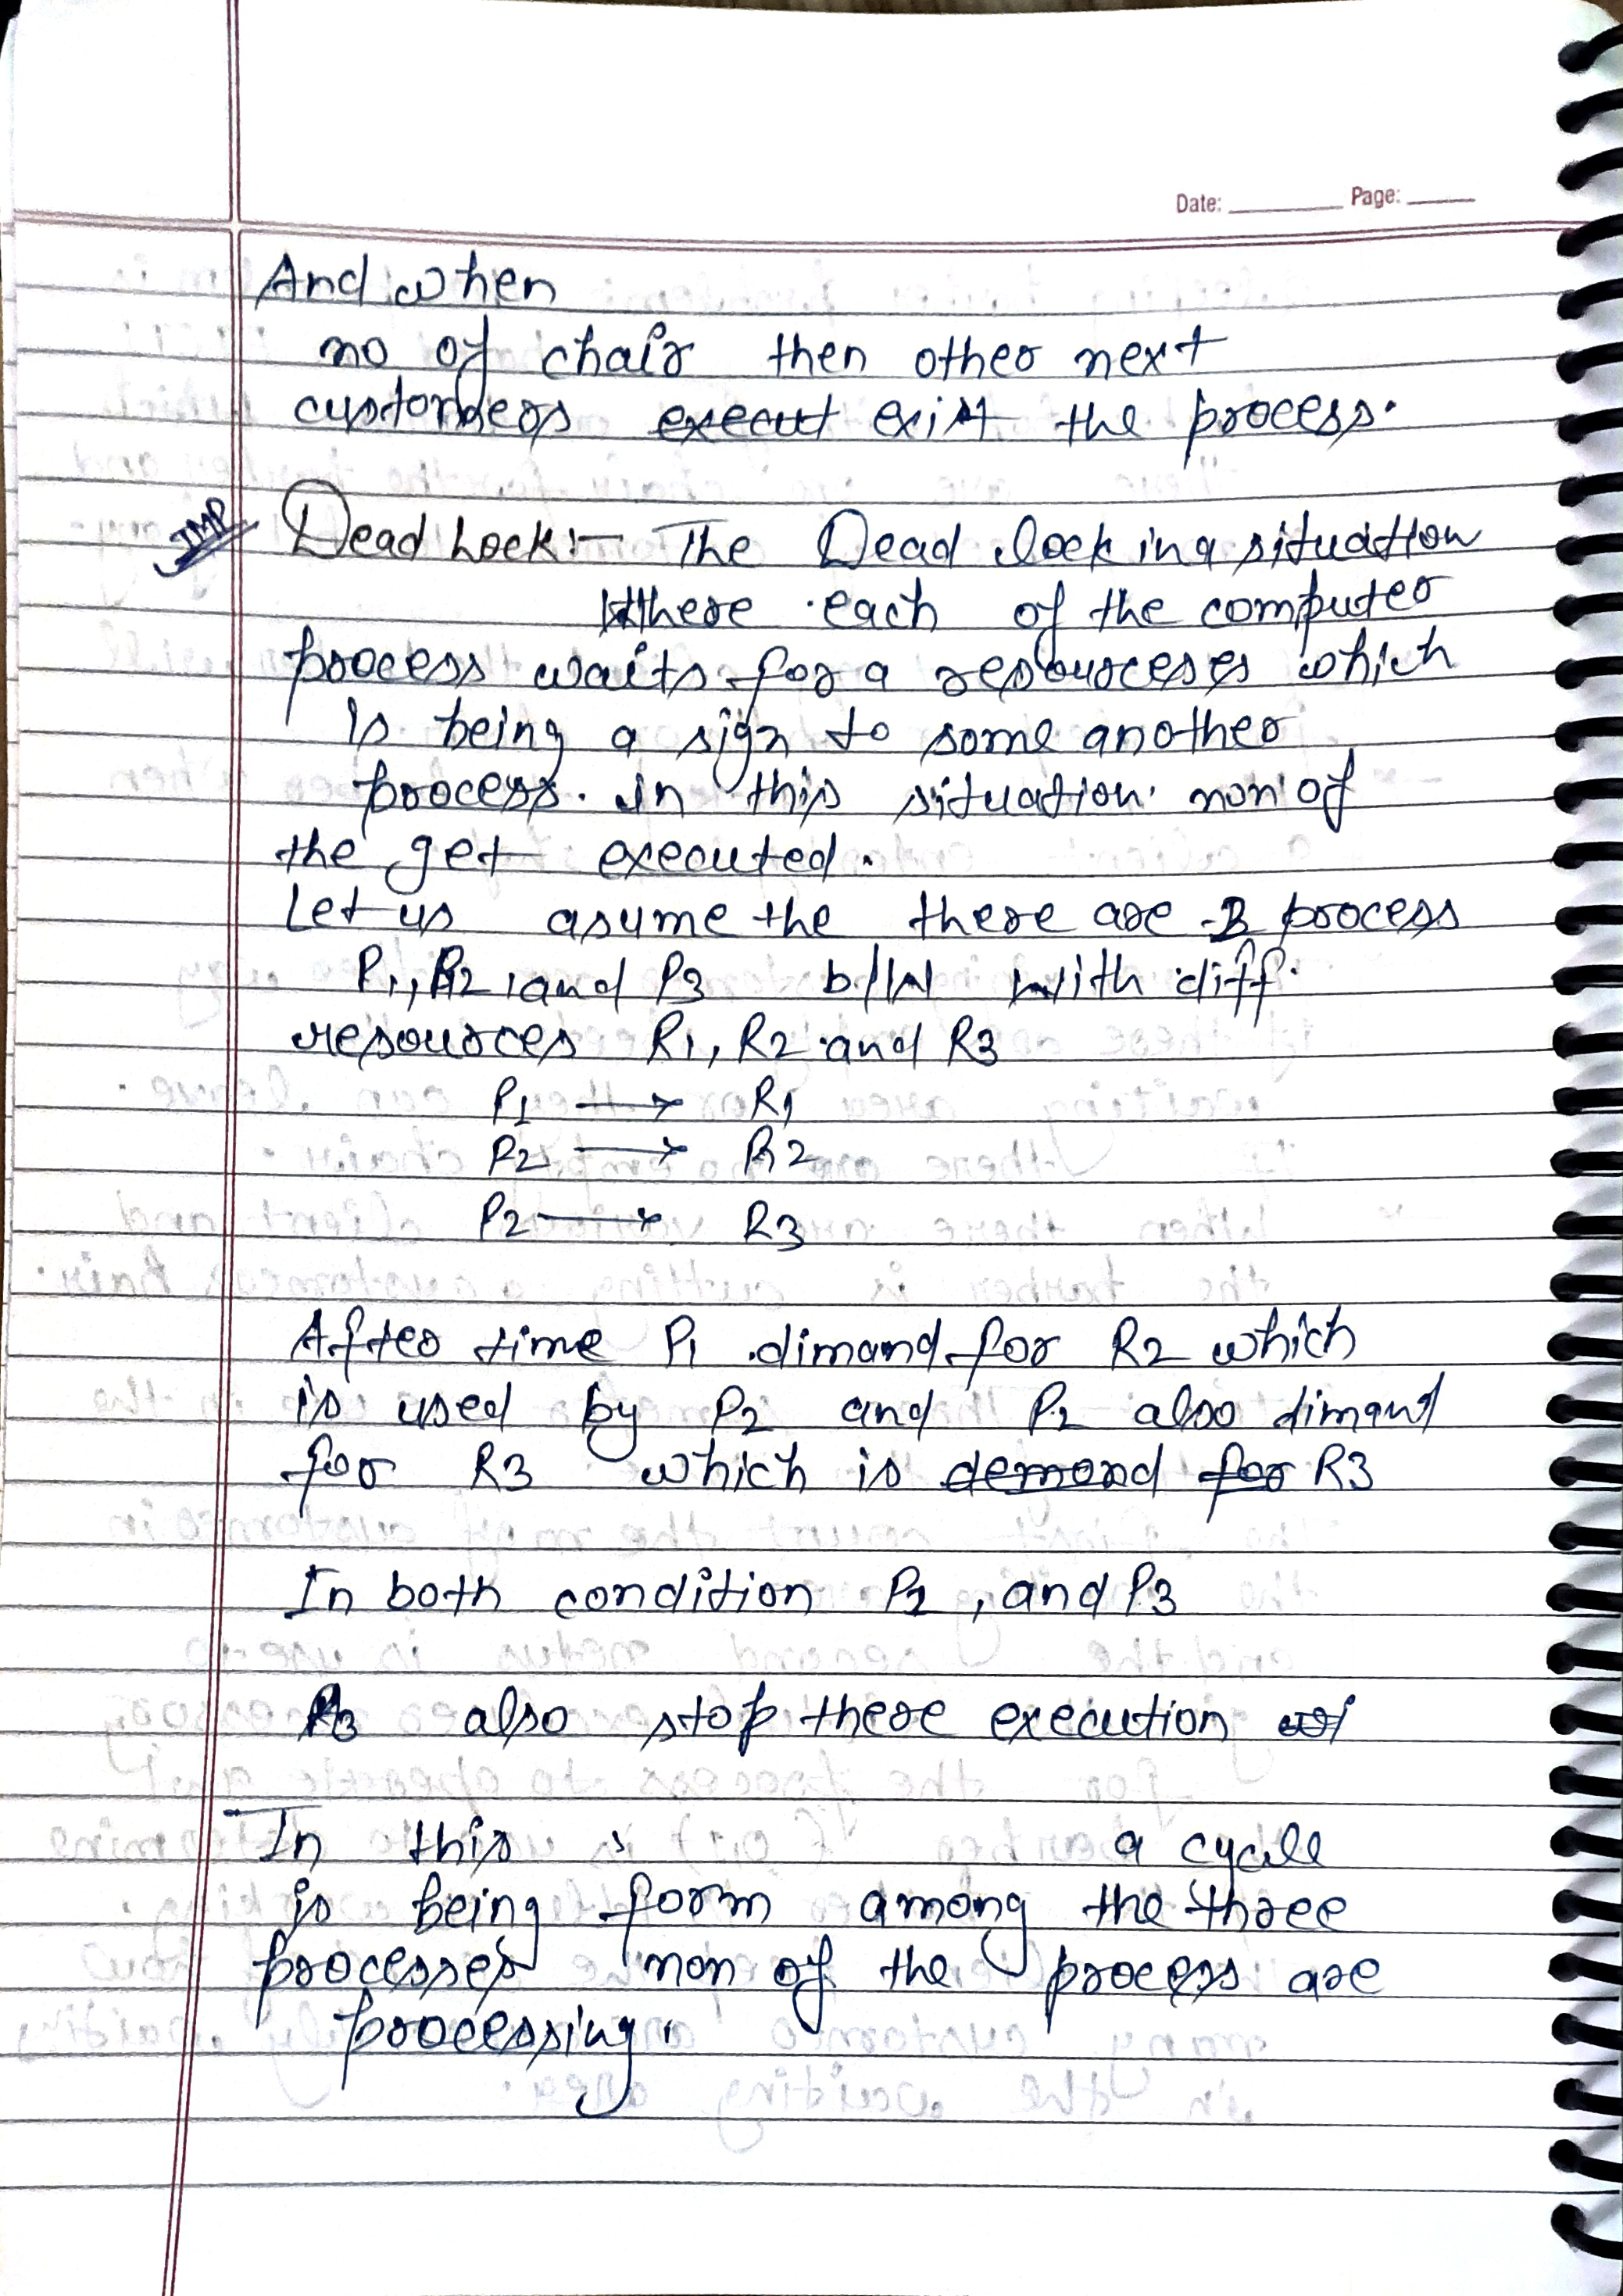 Date: Page:
And when
no of chair then other next
custombers execut exist the process.
IMP Dead Lock:- The Dead lock in a situation
Where each of the computer
process waits for a resourceses which
is being a sign to some another
process. in this situation. non of
the get executed.
Let us asume the there are 3 process
P1, P2, and P3 b/w with diff.
resources R1, R2 and R3
P1 → R1
P2 → R2
P2 → R3
After time P1 dimand for R2 which
is used by P2 and P2 also dimand
for R3 which is demand for R3
In both condition P2, and P3
P3 also stop there execution
In this a cycle
is being form among the three
processes non of the process are
processing.